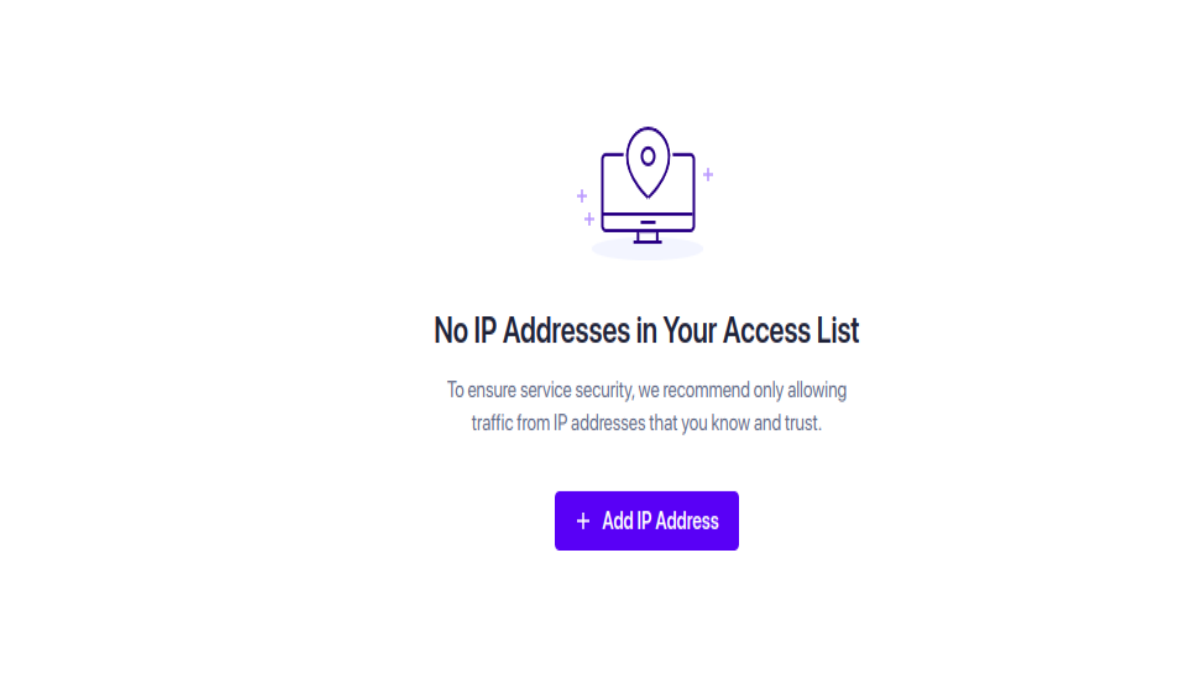 No IP Addresses in Your Access List
To ensure service security, we recommend only allowing
traffic from IP addresses that you know and trust.
+ Add IP Address